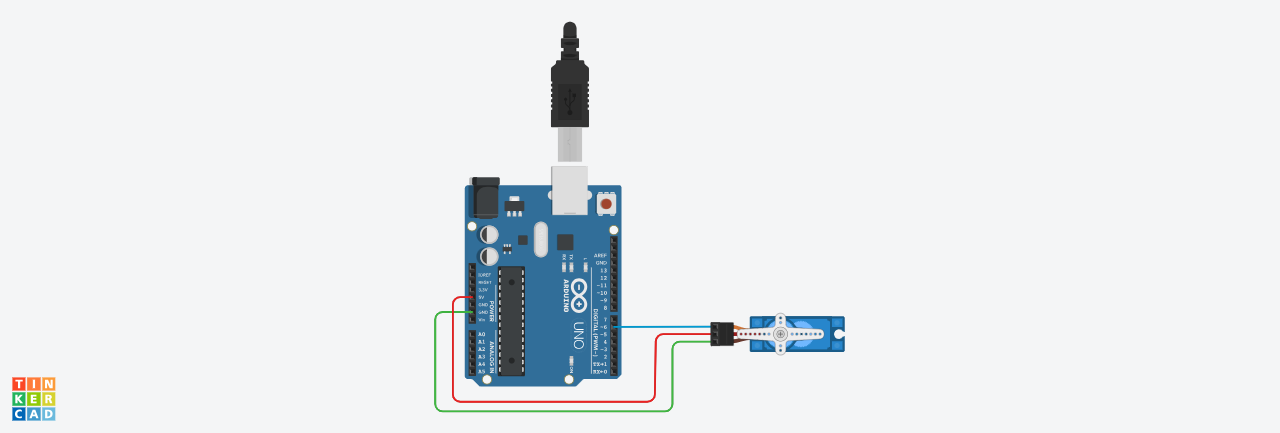 AREF
GND
13
12
~11
~10
~9
8
7
~6
~5
4
~3
2
TX→1
RX←0
IOREF
RESET
3.3V
5V
GND
GND
Vin
A0
A1
A2
A3
A4
A5
POWER
ANALOG IN
DIGITAL (PWM~)
RX
TX
L
ARDUINO
UNO
ON
TIN
KER
CAD